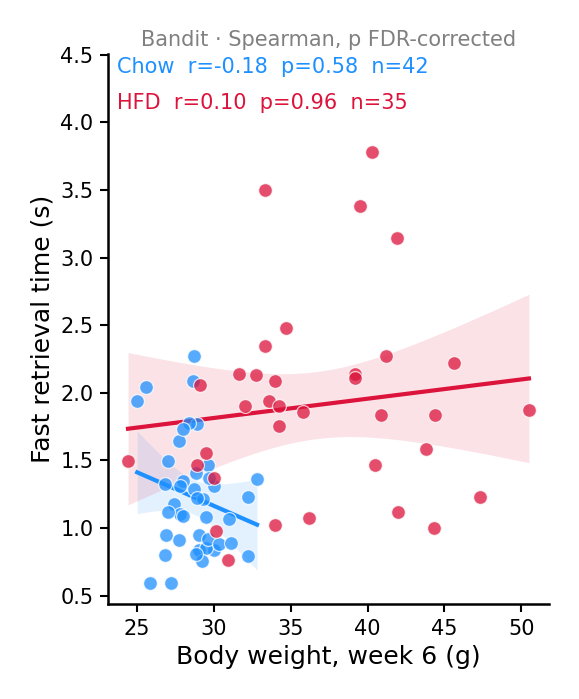 Bandit · Spearman, p FDR-corrected
Chow r=-0.18 p=0.58 n=42
HFD r=0.10 p=0.96 n=35
Fast retrieval time (s)
4.5
4.0
3.5
3.0
2.5
2.0
1.5
1.0
0.5
25 30 35 40 45 50
Body weight, week 6 (g)